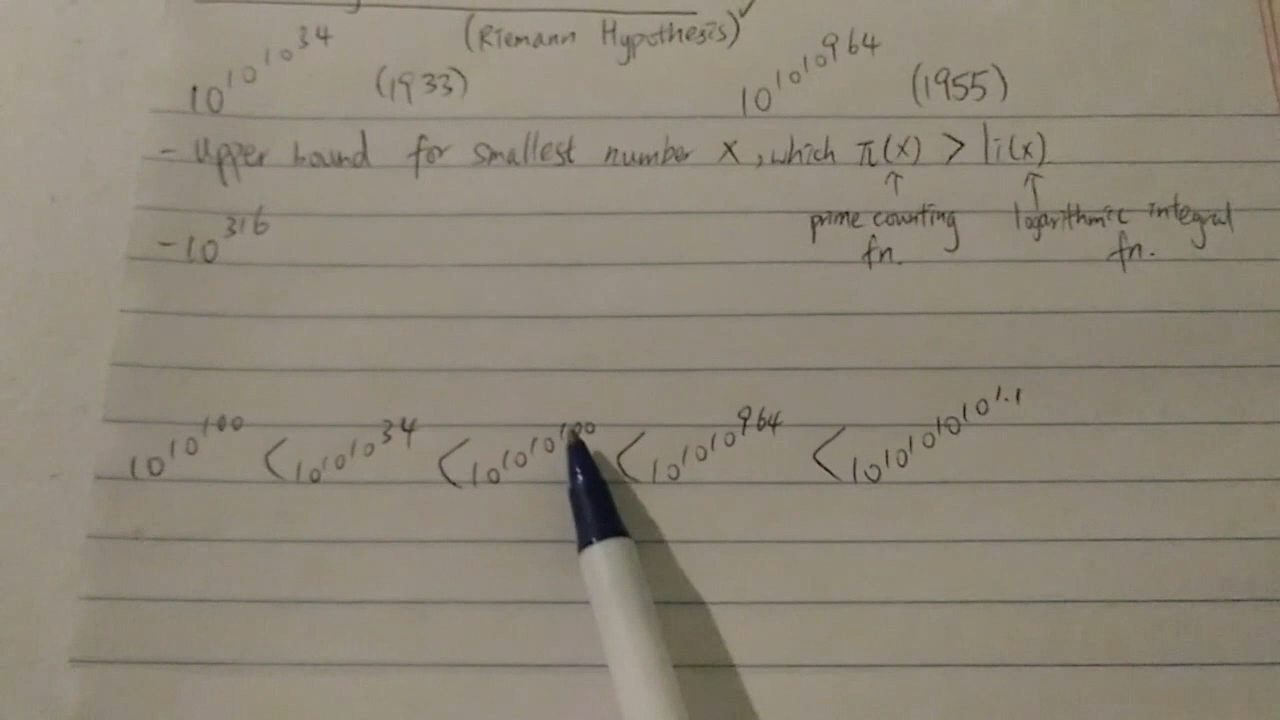 (Riemann Hypothesis)✓
10^10^10^34 (1933) 10^10^10^964 (1955)
- Upper bound for smallest number x, which π(x) > li(x)
↑ ↑
prime counting fn. logarithmic integral fn.
- 10^316
10^10^100 < 10^10^10^34 < 10^10^10^100 < 10^10^10^964 < 10^10^10^10^10^1.1